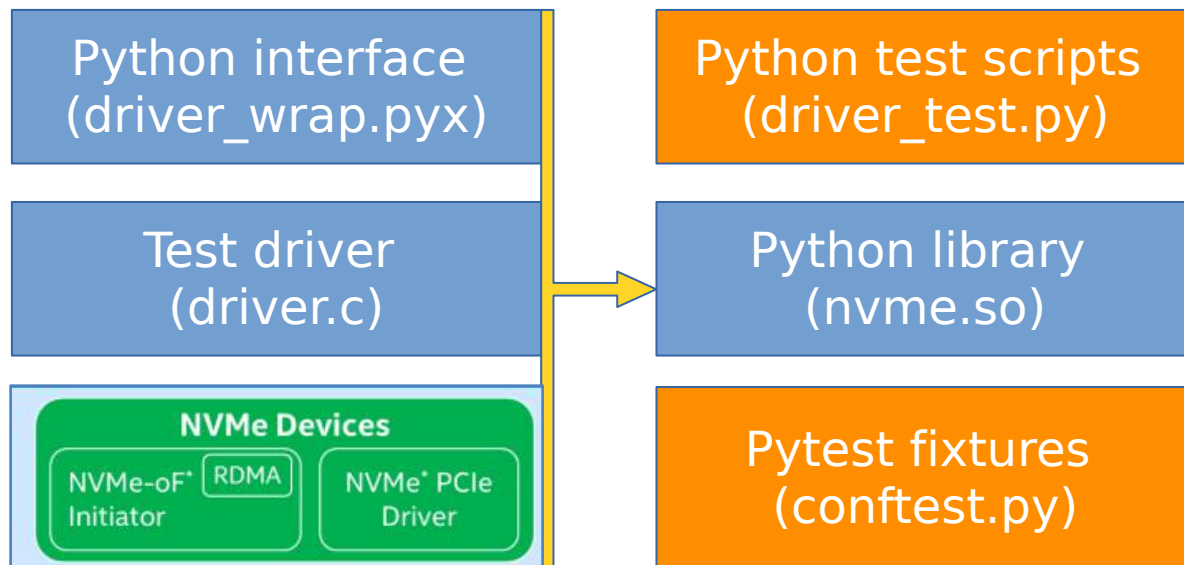 Python interface
(driver_wrap.pyx)
Test driver
(driver.c)
NVMe Devices
NVMe-oF* RDMA
Initiator
NVMe* PCIe
Driver
Python test scripts
(driver_test.py)
Python library
(nvme.so)
Pytest fixtures
(conftest.py)